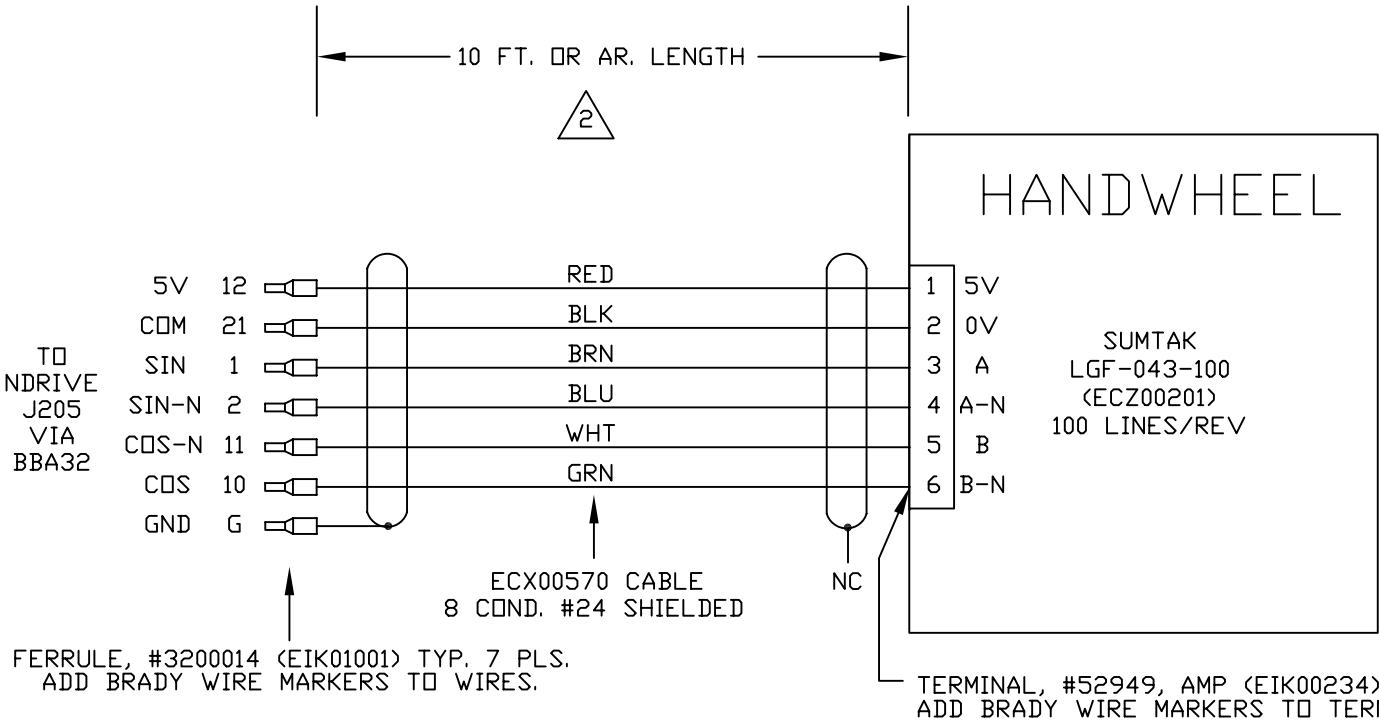 10 FT. OR AR. LENGTH
2
HANDWHEEL
5V 12 RED 1 5V
COM 21 BLK 2 0V
SIN 1 BRN 3 A
SIN-N 2 BLU 4 A-N
COS-N 11 WHT 5 B
COS 10 GRN 6 B-N
GND G
TO
NDRIVE
J205
VIA
BBA32
SUMTAK
LGF-043-100
(ECZ00201)
100 LINES/REV
ECX00570 CABLE
8 COND. #24 SHIELDED
NC
FERRULE, #3200014 (EIK01001) TYP. 7 PLS.
ADD BRADY WIRE MARKERS TO WIRES.
TERMINAL, #52949, AMP (EIK00234)
ADD BRADY WIRE MARKERS TO